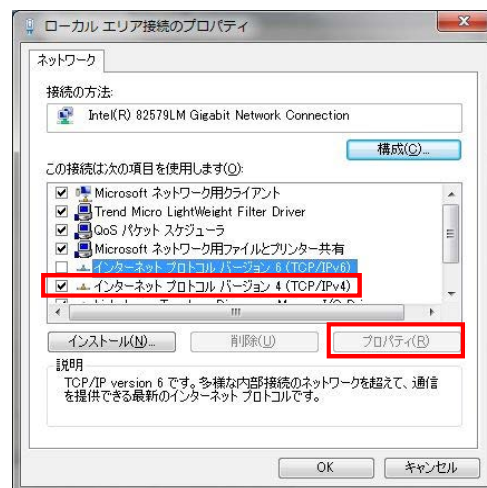 ローカル エリア接続のプロパティ
ネットワーク
接続の方法:
Intel(R) 82579LM Gigabit Network Connection
構成(C)...
この接続は次の項目を使用します(O):
Microsoft ネットワーク用クライアント
Trend Micro LightWeight Filter Driver
QoS パケット スケジューラ
Microsoft ネットワーク用ファイルとプリンター共有
インターネット プロトコル バージョン 6 (TCP/IPv6)
インターネット プロトコル バージョン 4 (TCP/IPv4)
インストール(N)...
削除(U)
プロパティ(R)
説明
TCP/IP version 6 です。多様な内部接続のネットワークを超えて、通信
を提供できる最新のインターネット プロトコルです。
OK
キャンセル